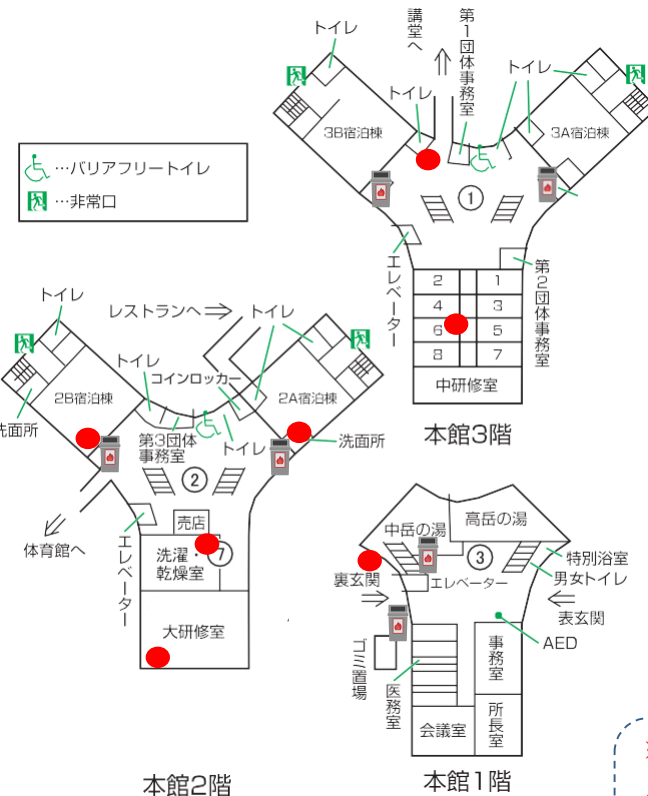 トイレ
講堂へ
第1団体事務室
トイレ
トイレ
3B宿泊棟
3A宿泊棟
…バリアフリートイレ
…非常口
①
エレベーター
第2団体事務室
2
1
4
3
6
5
8
7
中研修室
本館3階
トイレ
レストランへ
トイレ
トイレ
コインロッカー
2B宿泊棟
2A宿泊棟
洗面所
第3団体
事務室
トイレ
洗面所
②
体育館へ
エレベーター
売店
洗濯・
乾燥室
⑦
大研修室
本館2階
中岳の湯
高岳の湯
③
特別浴室
男女トイレ
裏玄関
エレベーター
表玄関
AED
ゴミ置場
医務室
事務室
会議室
所長室
本館1階